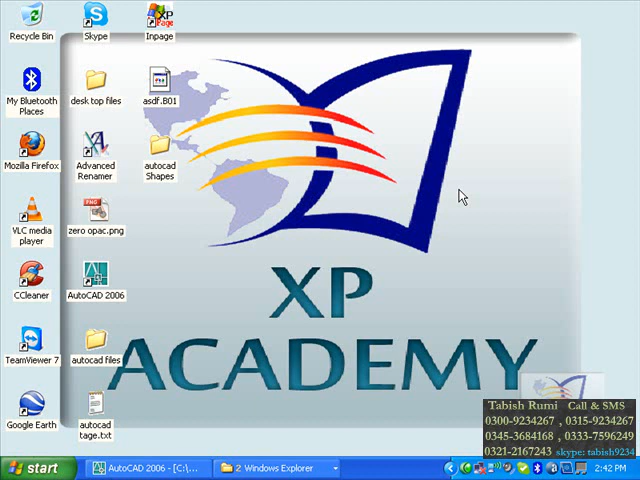 Recycle Bin
Skype
Inpage
My Bluetooth
Places
desk top files
asdf.B01
Mozilla Firefox
Advanced
Renamer
autocad
Shapes
VLC media
player
zero opac.png
CCleaner
AutoCAD 2006
TeamViewer 7
autocad files
Google Earth
autocad
tage.txt
XP
ACADEMY
Tabish Rumi Call & SMS
0300-9234267 , 0315-9234267
0345-3684168 , 0333-7596249
0321-2167243 skype: tabish9234
start
AutoCAD 2006 - [C:\...
2 Windows Explorer
2:42 PM